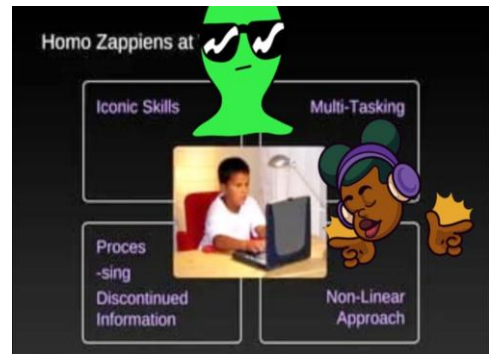 Homo Zappiens at
Iconic Skills
Multi-Tasking
Proces
-sing
Discontinued
Information
Non-Linear
Approach